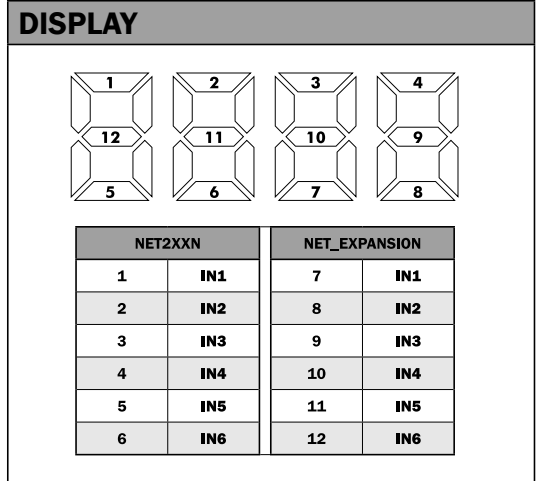 DISPLAY
1 2 3 4
12 11 10 9
5 6 7 8
NET2XXN NET_EXPANSION
1 IN1 7 IN1
2 IN2 8 IN2
3 IN3 9 IN3
4 IN4 10 IN4
5 IN5 11 IN5
6 IN6 12 IN6